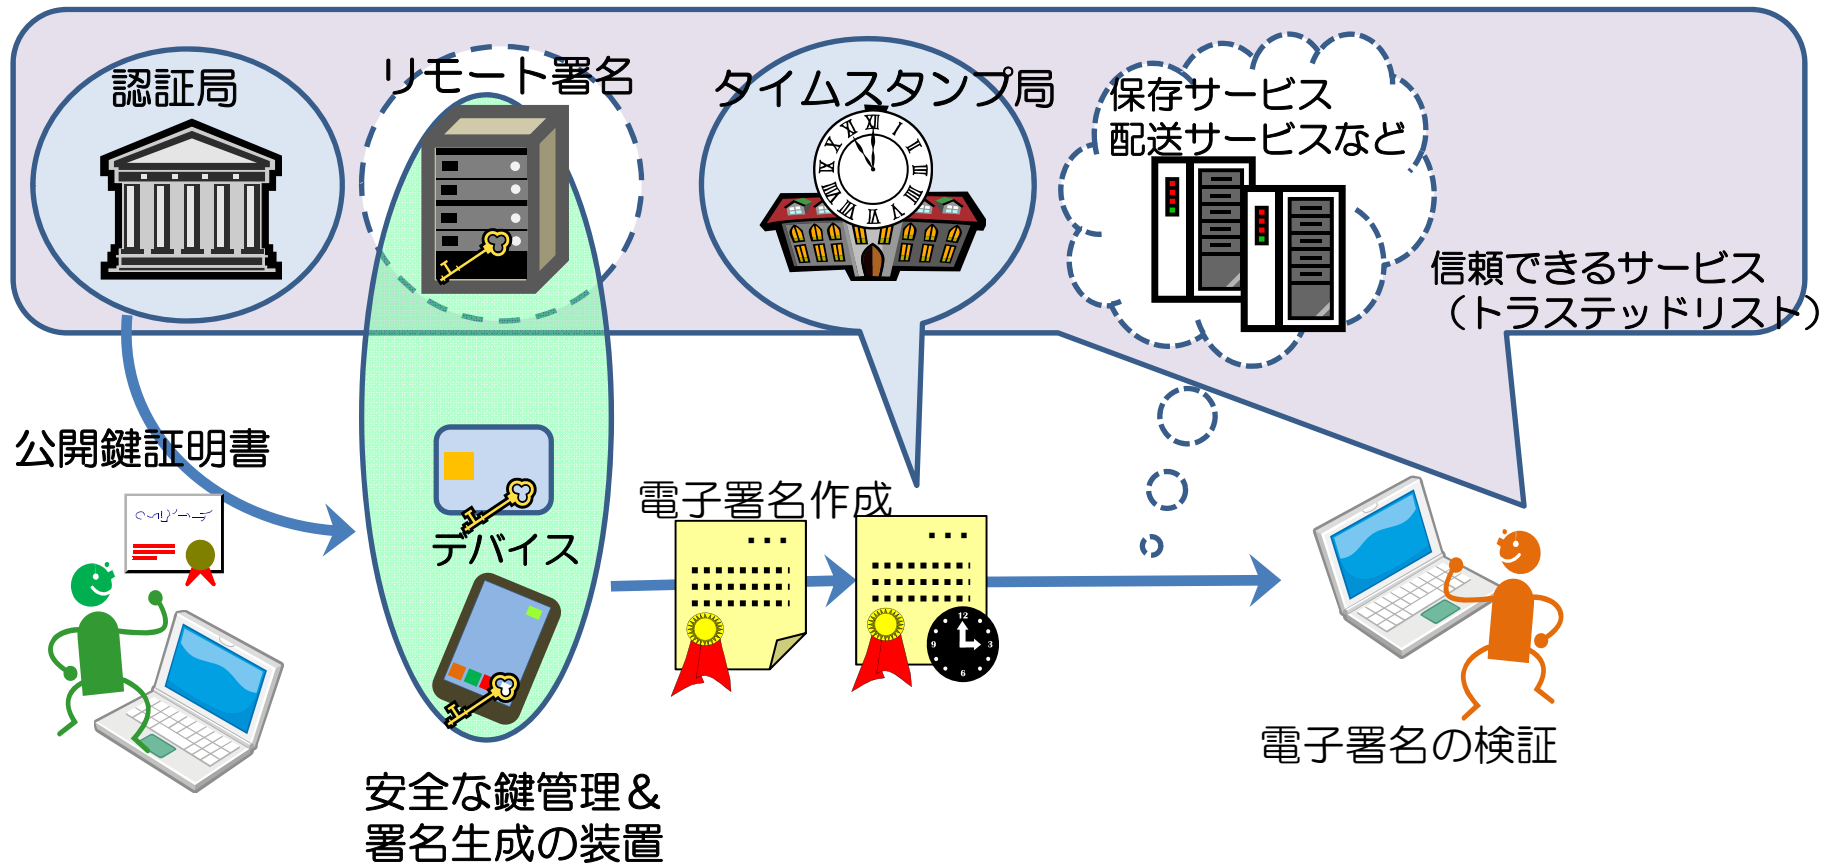 認証局
リモート署名
タイムスタンプ局
保存サービス
配送サービスなど
信頼できるサービス
（トラステッドリスト）
公開鍵証明書
デバイス
電子署名作成
電子署名の検証
安全な鍵管理＆
署名生成の装置